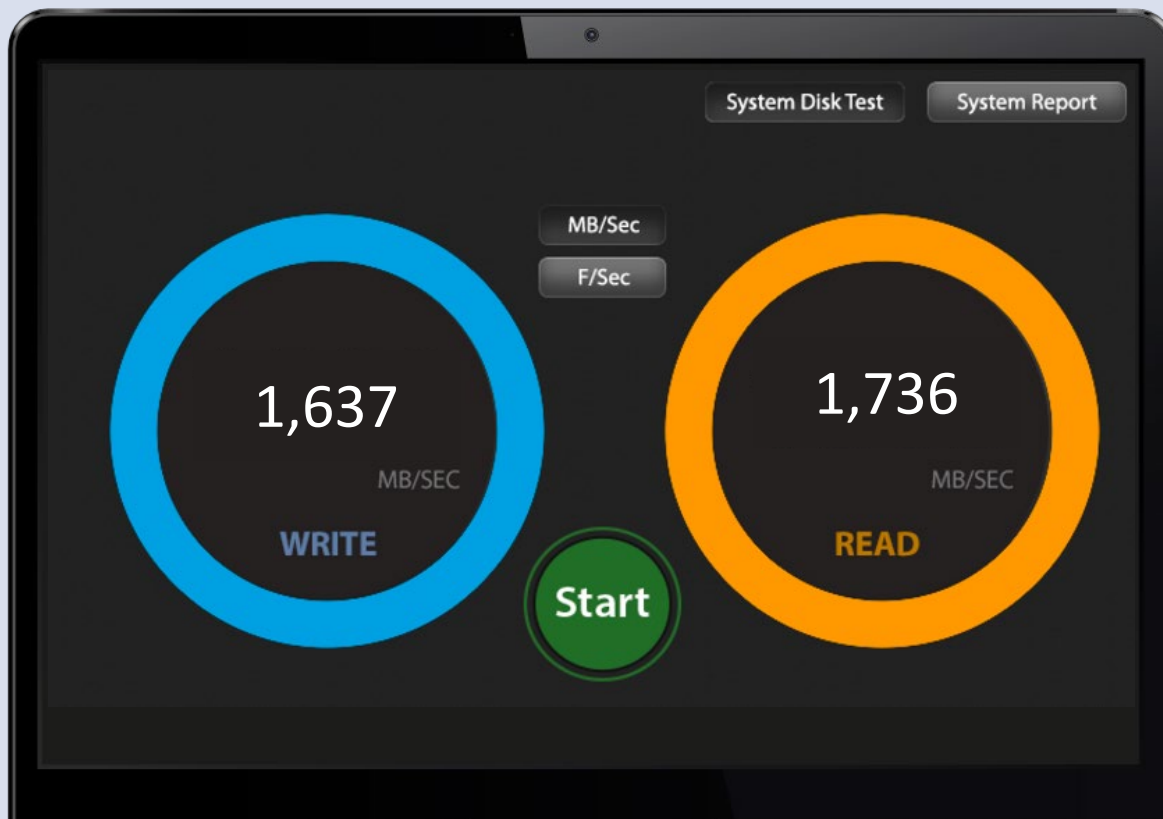 System Disk Test
System Report
MB/Sec
F/Sec
1,637
MB/SEC
WRITE
1,736
MB/SEC
READ
Start